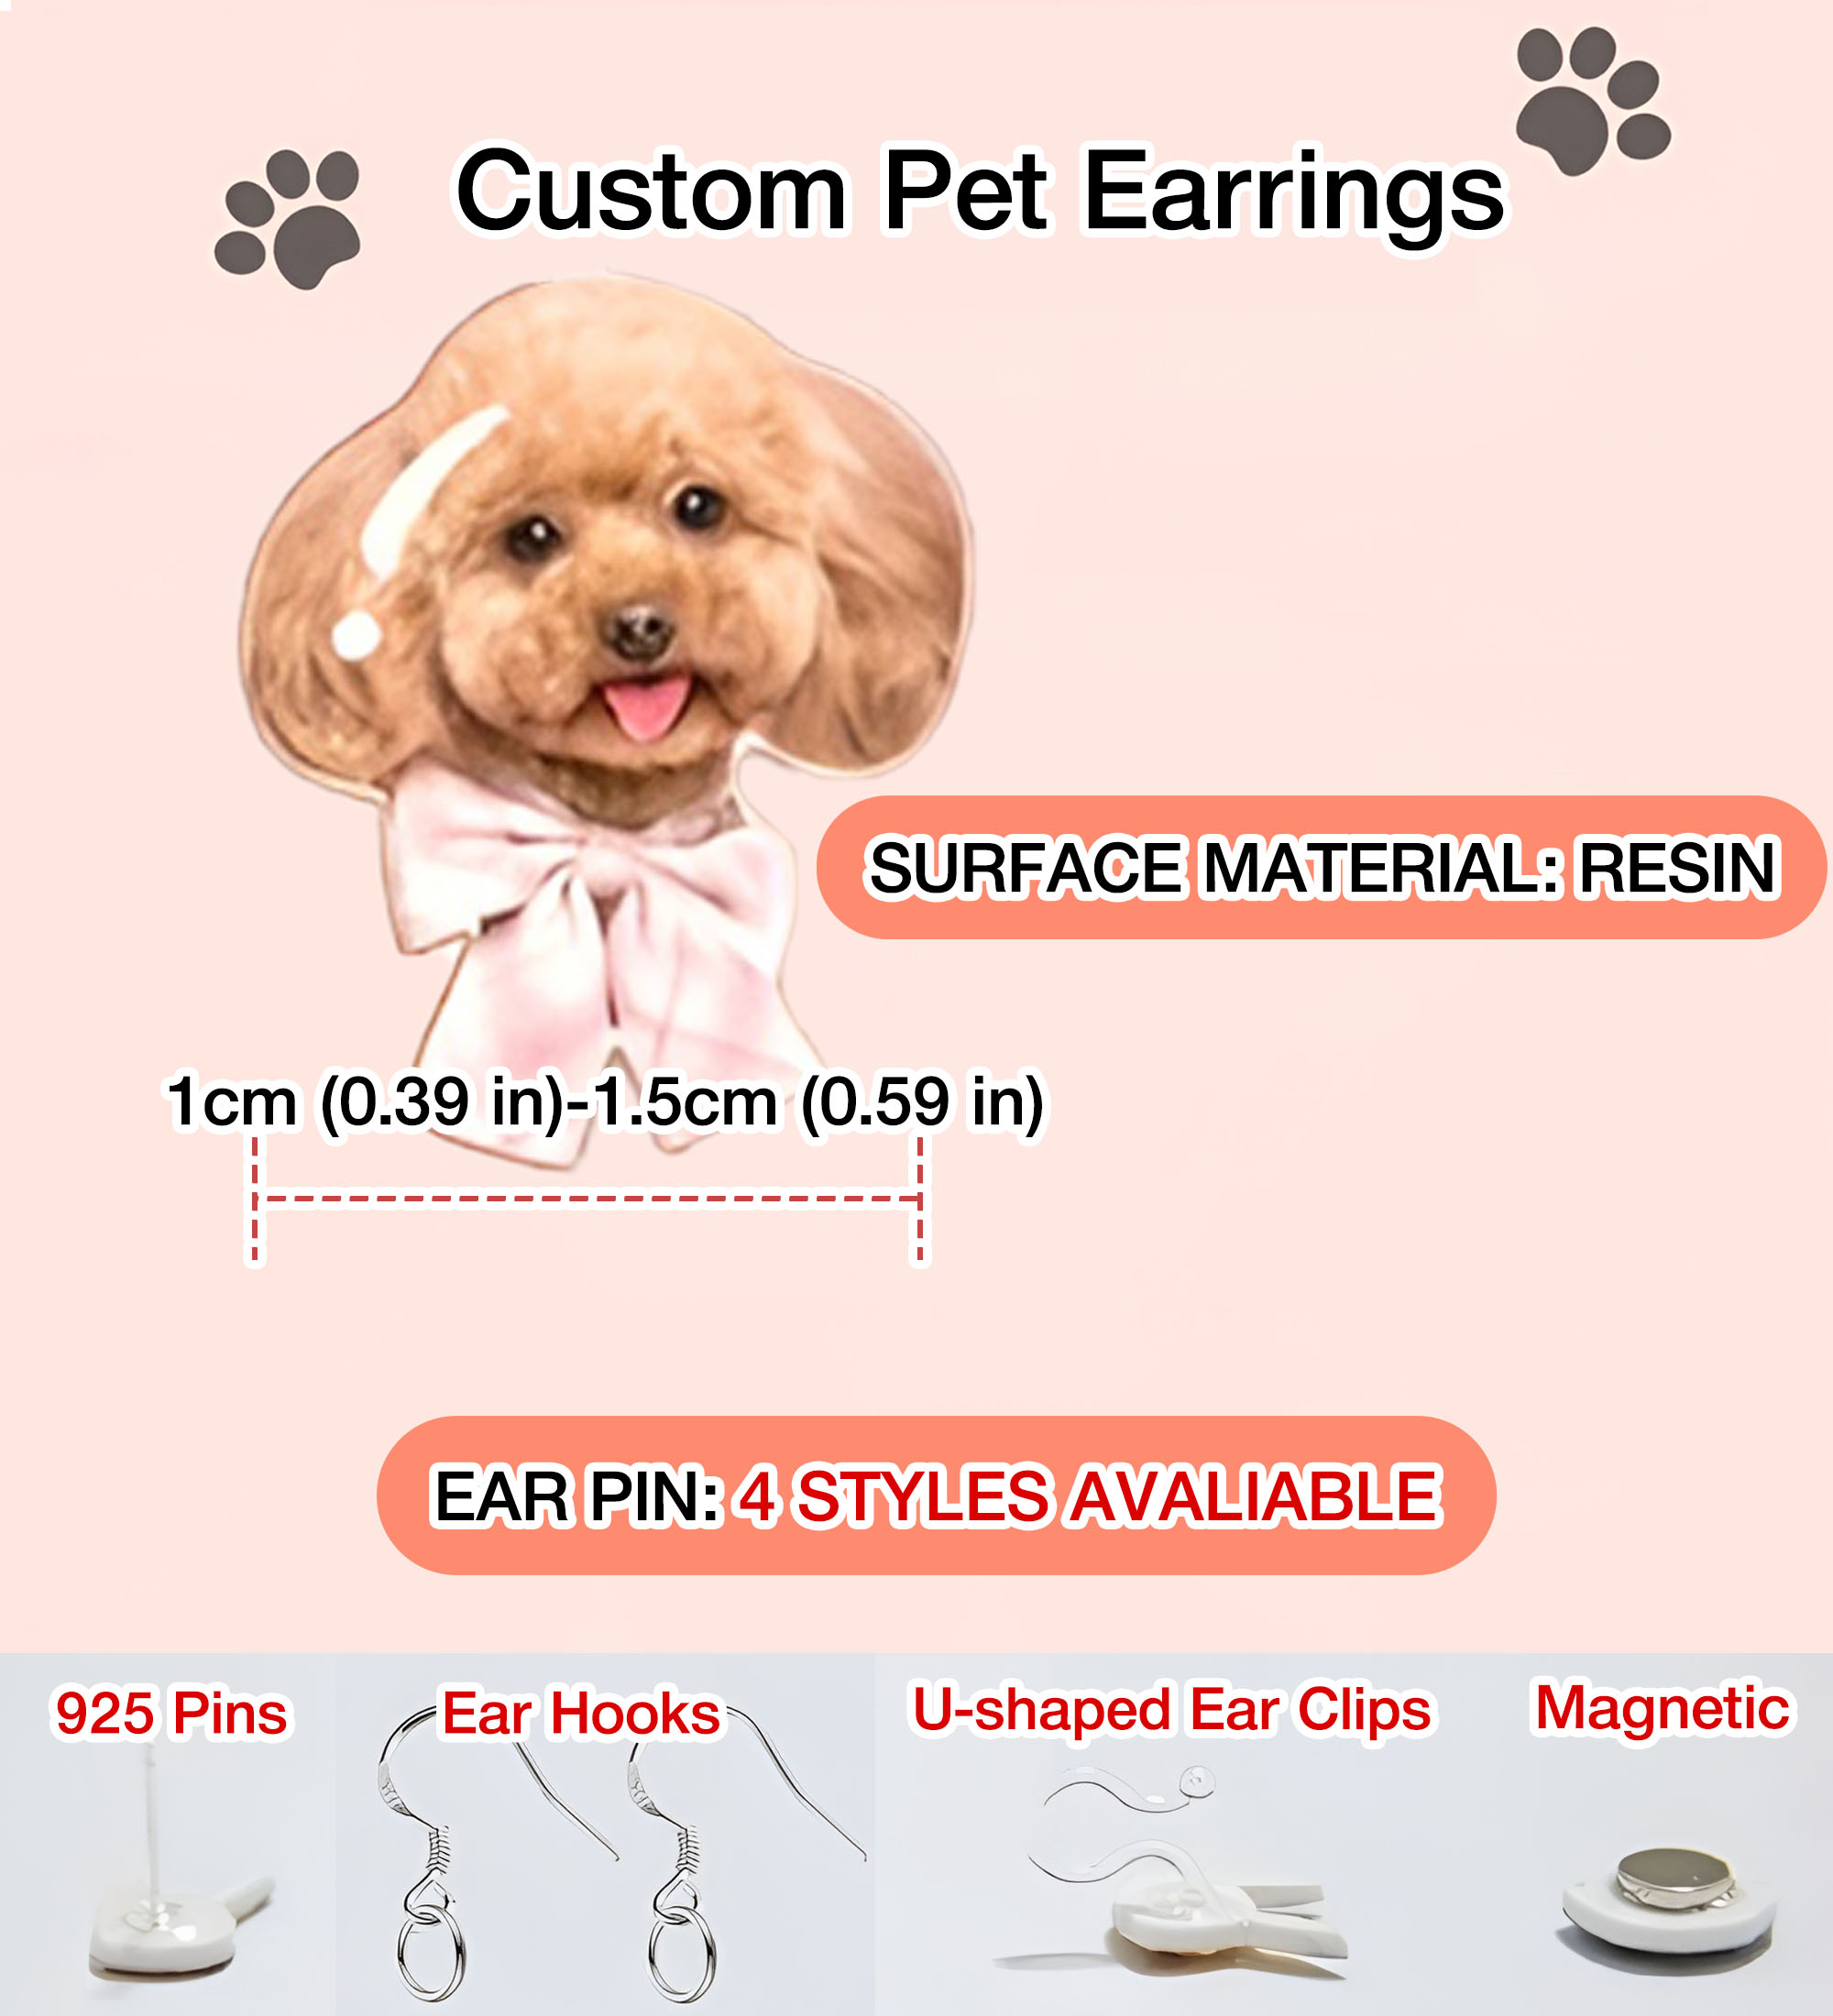 Custom Pet Earrings
SURFACE MATERIAL: RESIN
1cm (0.39 in)-1.5cm (0.59 in)
EAR PIN: 4 STYLES AVALIABLE
925 Pins
Ear Hooks
U-shaped Ear Clips
Magnetic